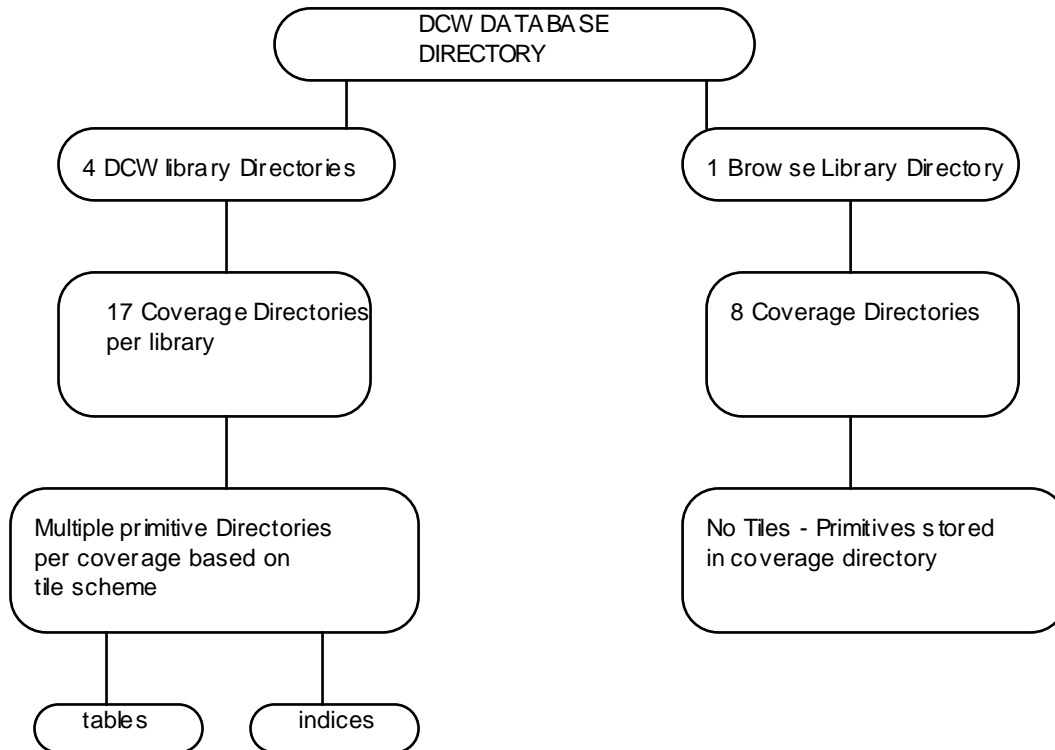 DCW DATABASE
DIRECTORY
4 DCW library Directories
1 Browse Library Directory
17 Coverage Directories
per library
8 Coverage Directories
Multiple primitive Directories
per coverage based on
tile scheme
No Tiles - Primitives stored
in coverage directory
tables
indices